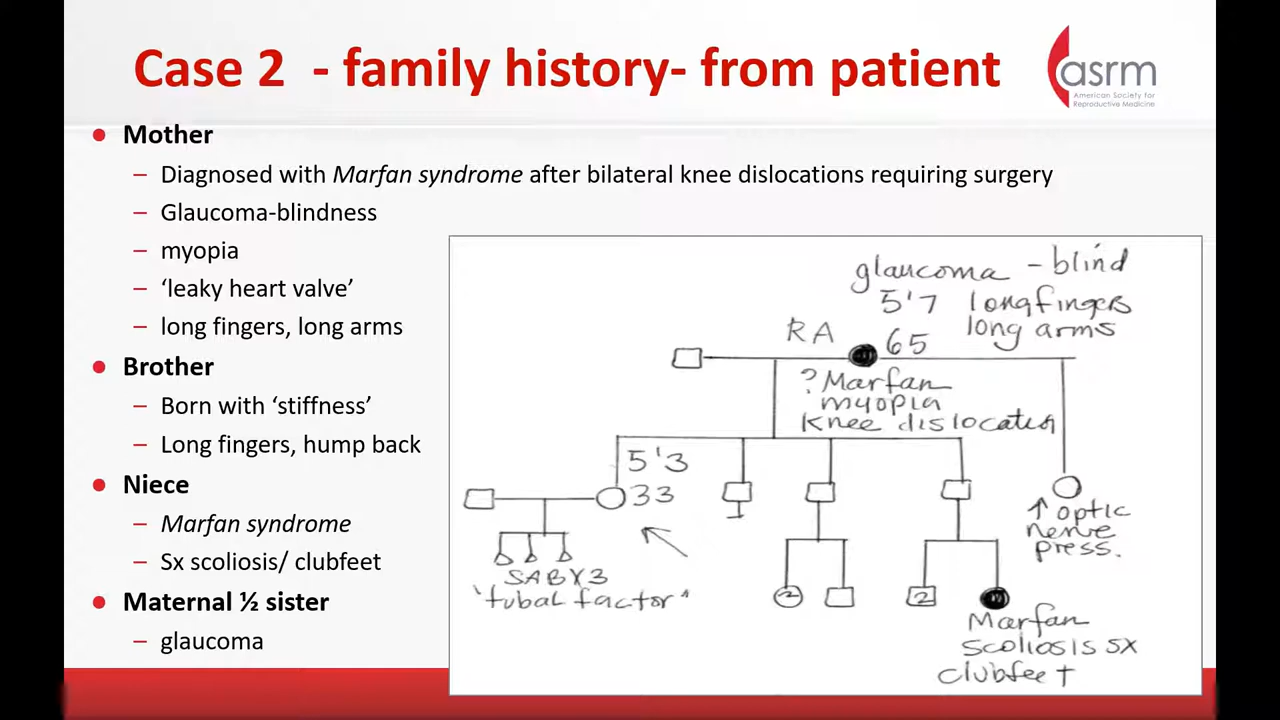 Case 2 - family history- from patient
asrm
American Society for
Reproductive Medicine
Mother
– Diagnosed with Marfan syndrome after bilateral knee dislocations requiring surgery
– Glaucoma-blindness
– myopia
– ‘leaky heart valve’
– long fingers, long arms
Brother
– Born with ‘stiffness’
– Long fingers, hump back
Niece
– Marfan syndrome
– Sx scoliosis/ clubfeet
Maternal ½ sister
– glaucoma
glaucoma - blind
5'7 long fingers
long arms
RA
65
? Marfan
myopia
knee dislocation
5'3
33
SAB X 3
"tubal factor"
↑ optic
nerve
press.
2
2
Marfan
scoliosis sx
clubfeet